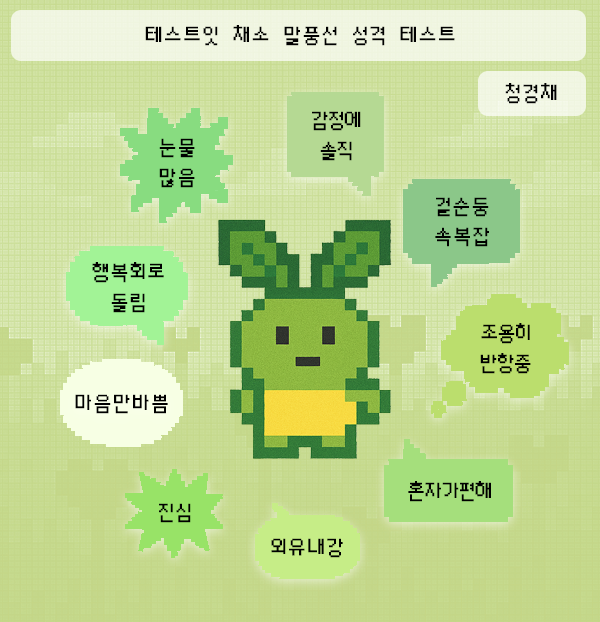 테스트잇 채소 말풍선 성격 테스트
청경채
감정에
솔직
눈물
많음
겉순둥
속복잡
행복회로
돌림
조용히
반항중
마음만바쁨
혼자가편해
진심
외유내강